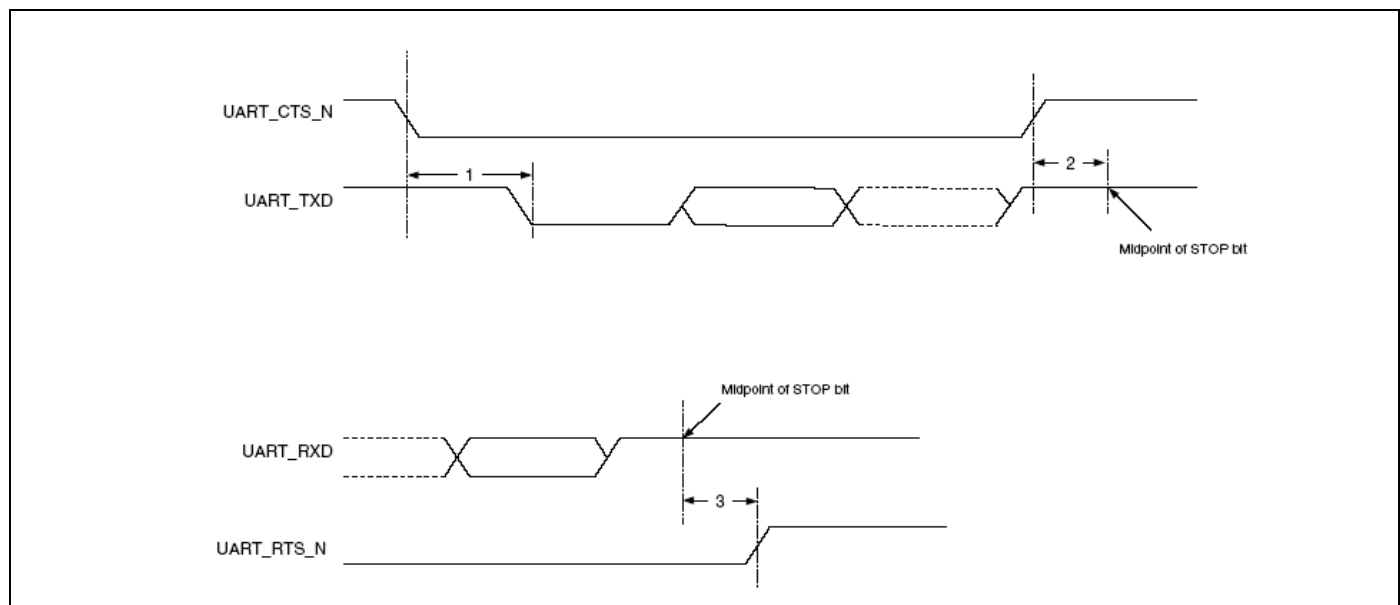 UART_CTS_N
1
2
UART_TXD
Midpoint of STOP bit
Midpoint of STOP bit
UART_RXD
3
UART_RTS_N